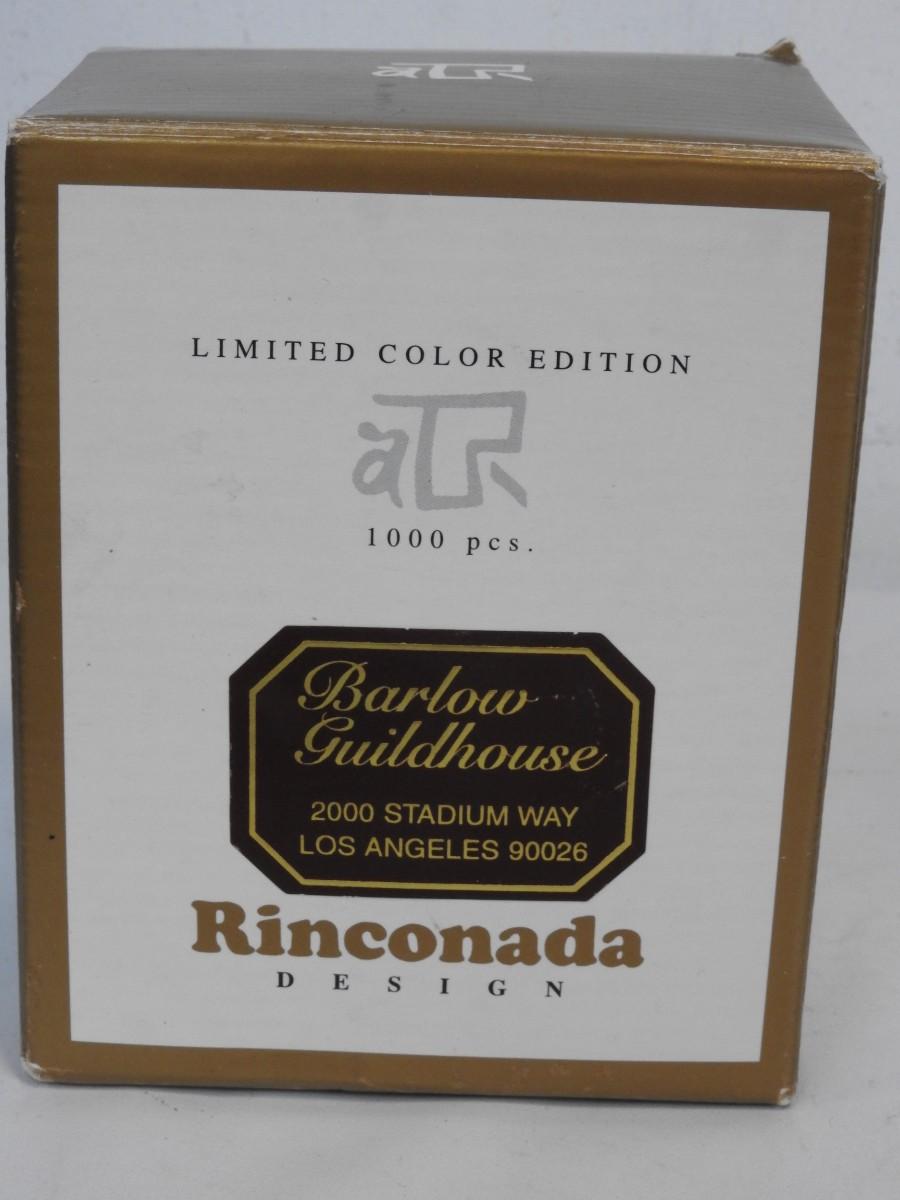 LIMITED COLOR EDITION
1000 pcs.
Barlow
Guildhouse
2000 STADIUM WAY
LOS ANGELES 90026
Rinconada
DESIGN